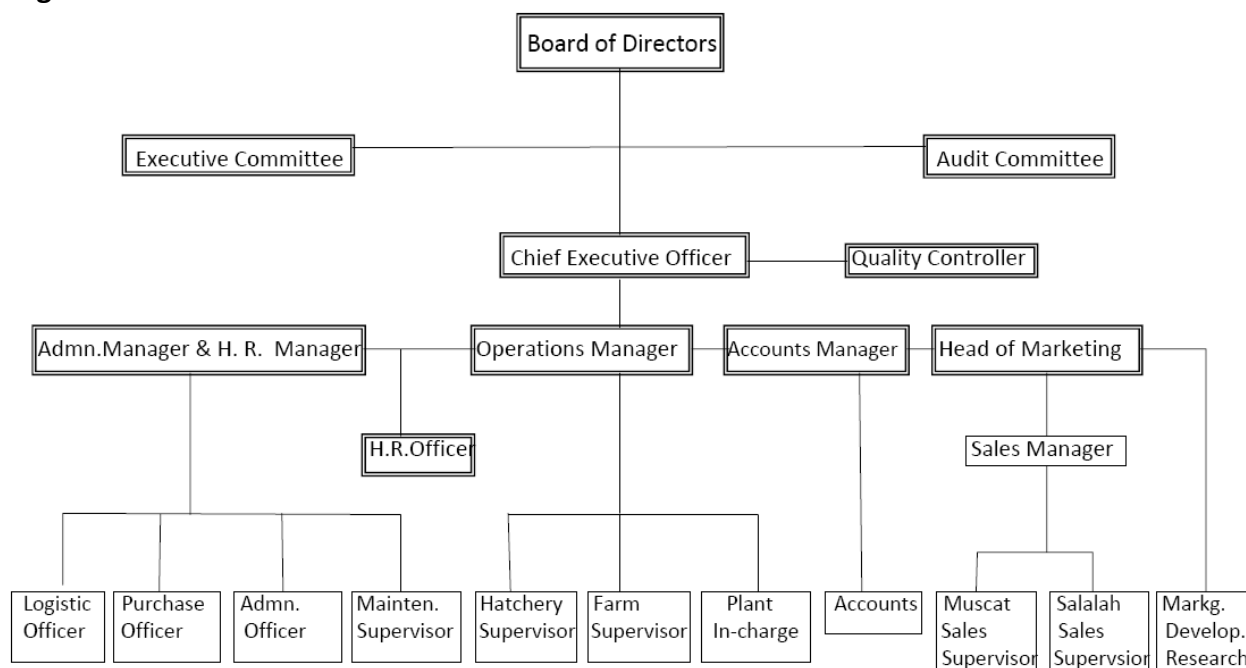 Board of Directors
Executive Committee
Audit Committee
Chief Executive Officer
Quality Controller
Admn.Manager & H. R. Manager
Operations Manager
Accounts Manager
Head of Marketing
H.R.Officer
Sales Manager
Logistic
Officer
Purchase
Officer
Admn.
Officer
Mainten.
Supervisor
Hatchery
Supervisor
Farm
Supervisor
Plant
In-charge
Accounts
Muscat
Sales
Supervisor
Salalah
Sales
Supervsior
Markg.
Develop.
Research